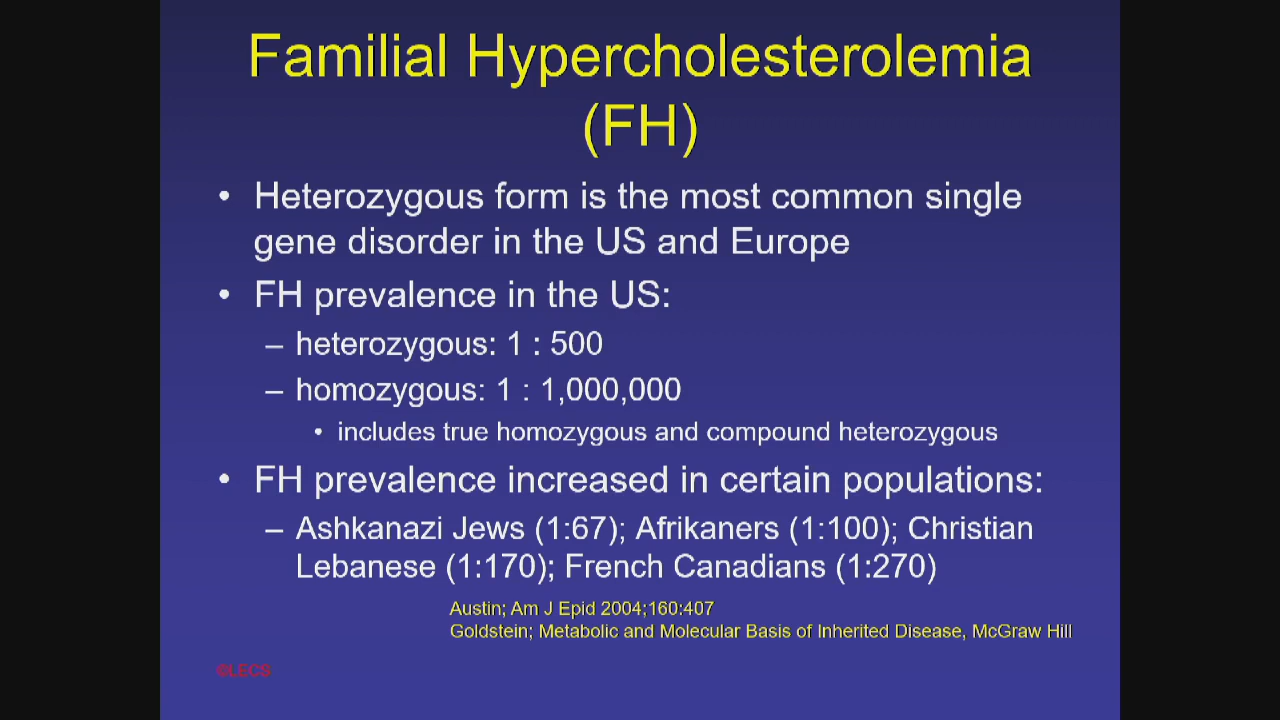 Familial Hypercholesterolemia
(FH)
• Heterozygous form is the most common single
gene disorder in the US and Europe
• FH prevalence in the US:
– heterozygous: 1 : 500
– homozygous: 1 : 1,000,000
• includes true homozygous and compound heterozygous
• FH prevalence increased in certain populations:
– Ashkanazi Jews (1:67); Afrikaners (1:100); Christian
Lebanese (1:170); French Canadians (1:270)
Austin; Am J Epid 2004;160:407
Goldstein; Metabolic and Molecular Basis of Inherited Disease, McGraw Hill
©LECS